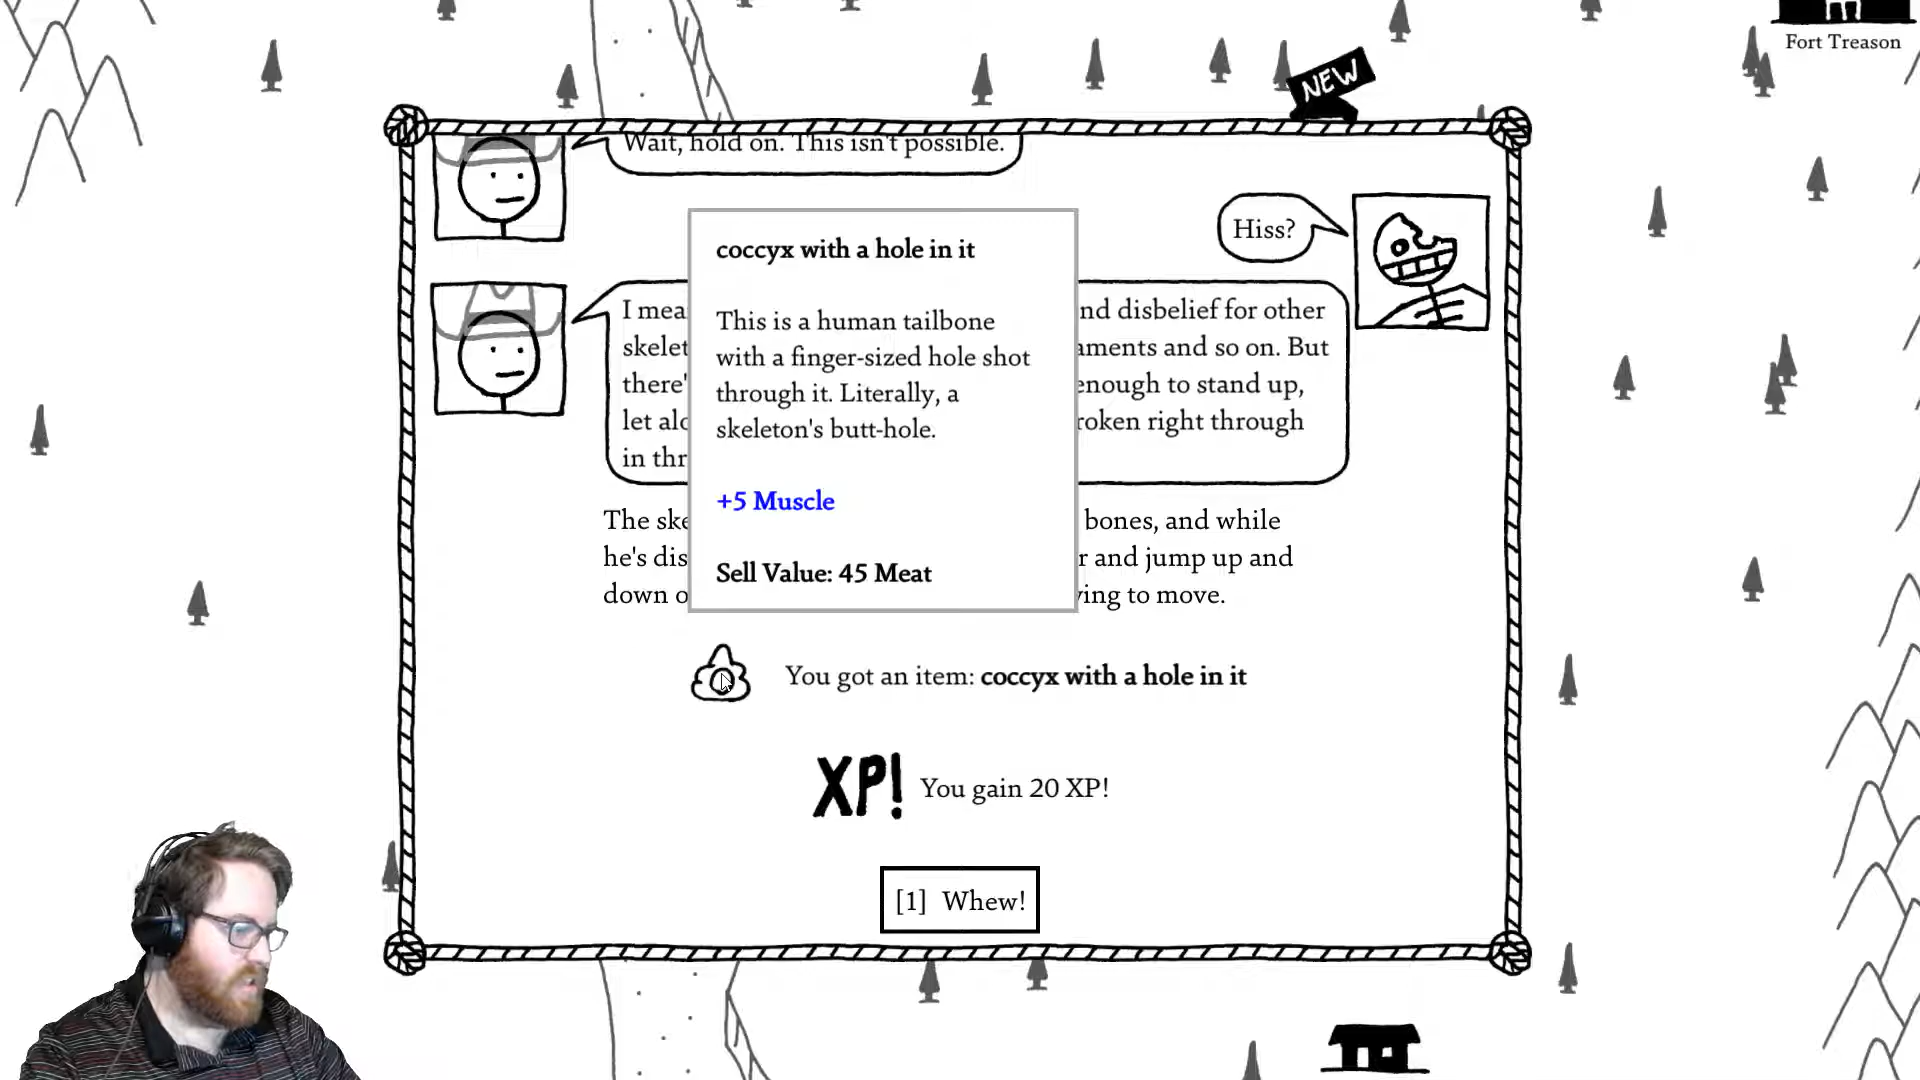 Fort Treason
NEW
Wait, hold on. This isn't possible.
Hiss?
coccyx with a hole in it
This is a human tailbone
with a finger-sized hole shot
through it. Literally, a
skeleton's butt-hole.
+5 Muscle
Sell Value: 45 Meat
I mea nd disbelief for other
skelet aments and so on. But
there' enough to stand up,
let alo roken right through
in thr
The ske bones, and while
he's dis r and jump up and
down o ying to move.
You got an item: coccyx with a hole in it
XP! You gain 20 XP!
[1] Whew!